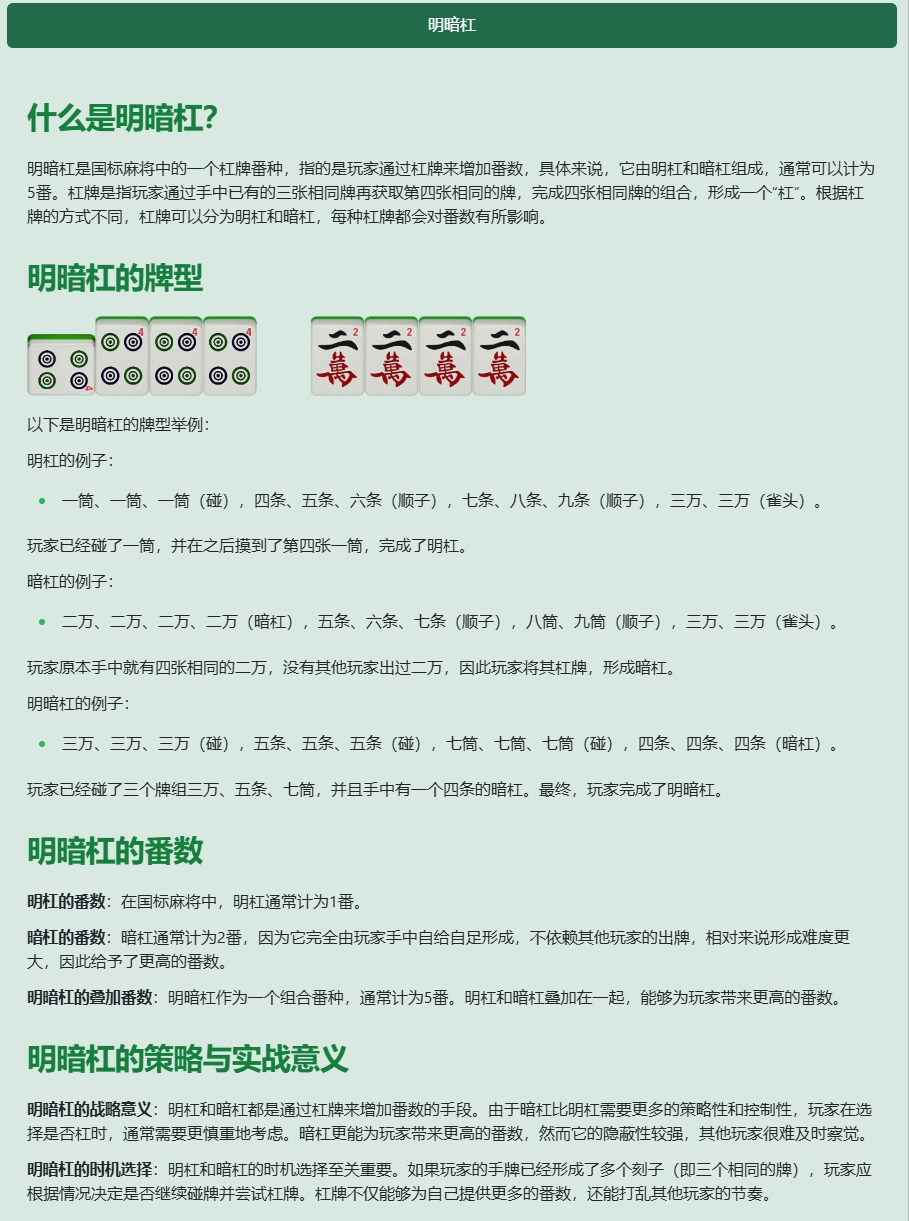 明暗杠
什么是明暗杠？
明暗杠是国标麻将中的一个杠牌番种，指的是玩家通过杠牌来增加番数，具体来说，它由明杠和暗杠组成，通常可以计为
5番。杠牌是指玩家通过手中已有的三张相同牌再获取第四张相同的牌，完成四张相同牌的组合，形成一个“杠”。根据杠
牌的方式不同，杠牌可以分为明杠和暗杠，每种杠牌都会对番数有所影响。
明暗杠的牌型
4 4 4 4 二萬 2 二萬 2 二萬 2 二萬 2
以下是明暗杠的牌型举例：
明杠的例子：
一筒、一筒、一筒（碰），四条、五条、六条（顺子），七条、八条、九条（顺子），三万、三万（雀头）。
玩家已经碰了一筒，并在之后摸到了第四张一筒，完成了明杠。
暗杠的例子：
二万、二万、二万、二万（暗杠），五条、六条、七条（顺子），八筒、九筒（顺子），三万、三万（雀头）。
玩家原本手中就有四张相同的二万，没有其他玩家出过二万，因此玩家将其杠牌，形成暗杠。
明暗杠的例子：
三万、三万、三万（碰），五条、五条、五条（碰），七筒、七筒、七筒（碰），四条、四条、四条（暗杠）。
玩家已经碰了三个牌组三万、五条、七筒，并且手中有一个四条的暗杠。最终，玩家完成了明暗杠。
明暗杠的番数
明杠的番数：在国标麻将中，明杠通常计为1番。
暗杠的番数：暗杠通常计为2番，因为它完全由玩家手中自给自足形成，不依赖其他玩家的出牌，相对来说形成难度更
大，因此给予了更高的番数。
明暗杠的叠加番数：明暗杠作为一个组合番种，通常计为5番。明杠和暗杠叠加在一起，能够为玩家带来更高的番数。
明暗杠的策略与实战意义
明暗杠的战略意义：明杠和暗杠都是通过杠牌来增加番数的手段。由于暗杠比明杠需要更多的策略性和控制性，玩家在选
择是否杠时，通常需要更慎重地考虑。暗杠更能为玩家带来更高的番数，然而它的隐蔽性较强，其他玩家很难及时察觉。
明暗杠的时机选择：明杠和暗杠的时机选择至关重要。如果玩家的手牌已经形成了多个刻子（即三个相同的牌），玩家应
根据情况决定是否继续碰牌并尝试杠牌。杠牌不仅能够为自己提供更多的番数，还能打乱其他玩家的节奏。